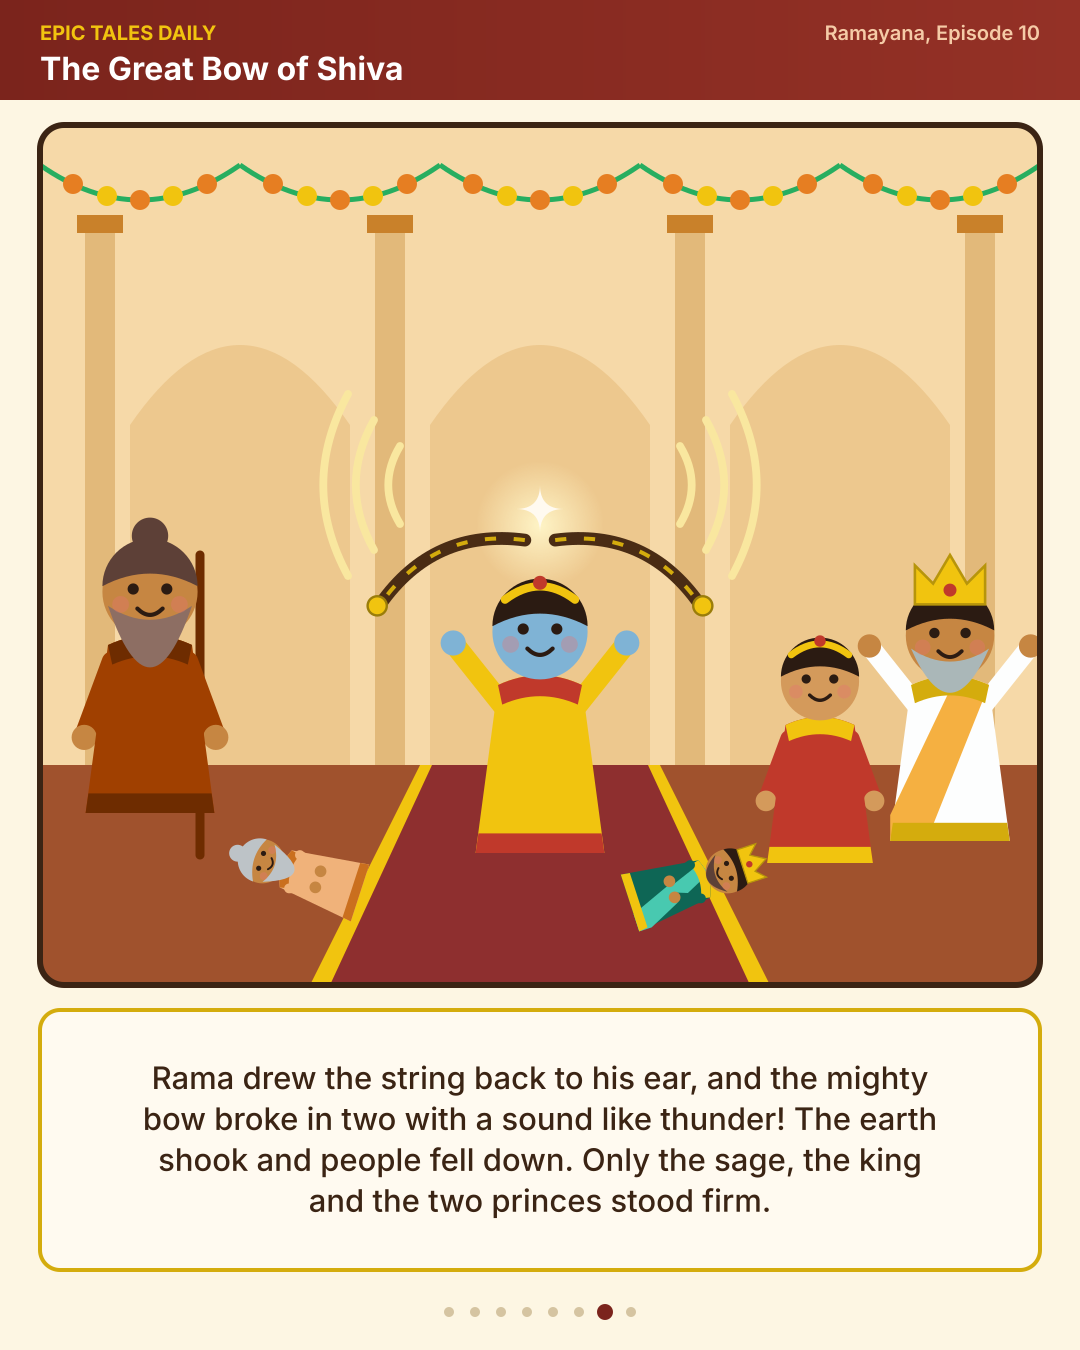 EPIC TALES DAILY
Ramayana, Episode 10
The Great Bow of Shiva
Rama drew the string back to his ear, and the mighty
bow broke in two with a sound like thunder! The earth
shook and people fell down. Only the sage, the king
and the two princes stood firm.